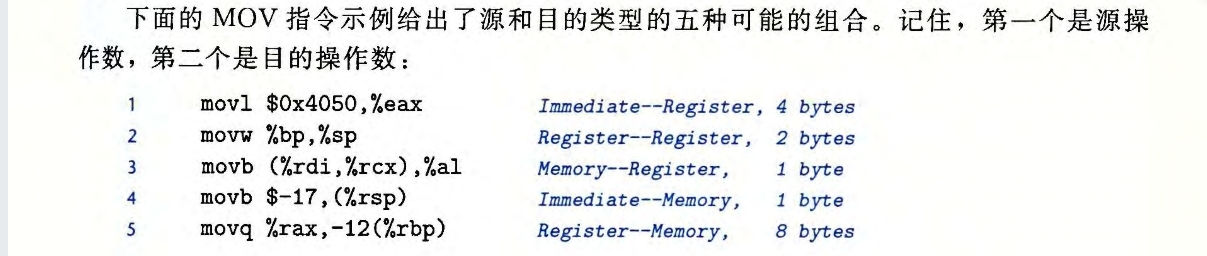 下面的 MOV 指令示例给出了源和目的类型的五种可能的组合。记住，第一个是源操
作数，第二个是目的操作数：
1 movl $0x4050,%eax Immediate--Register, 4 bytes
2 movw %bp,%sp Register--Register, 2 bytes
3 movb (%rdi,%rcx),%al Memory--Register, 1 byte
4 movb $-17,(%rsp) Immediate--Memory, 1 byte
5 movq %rax,-12(%rbp) Register--Memory, 8 bytes